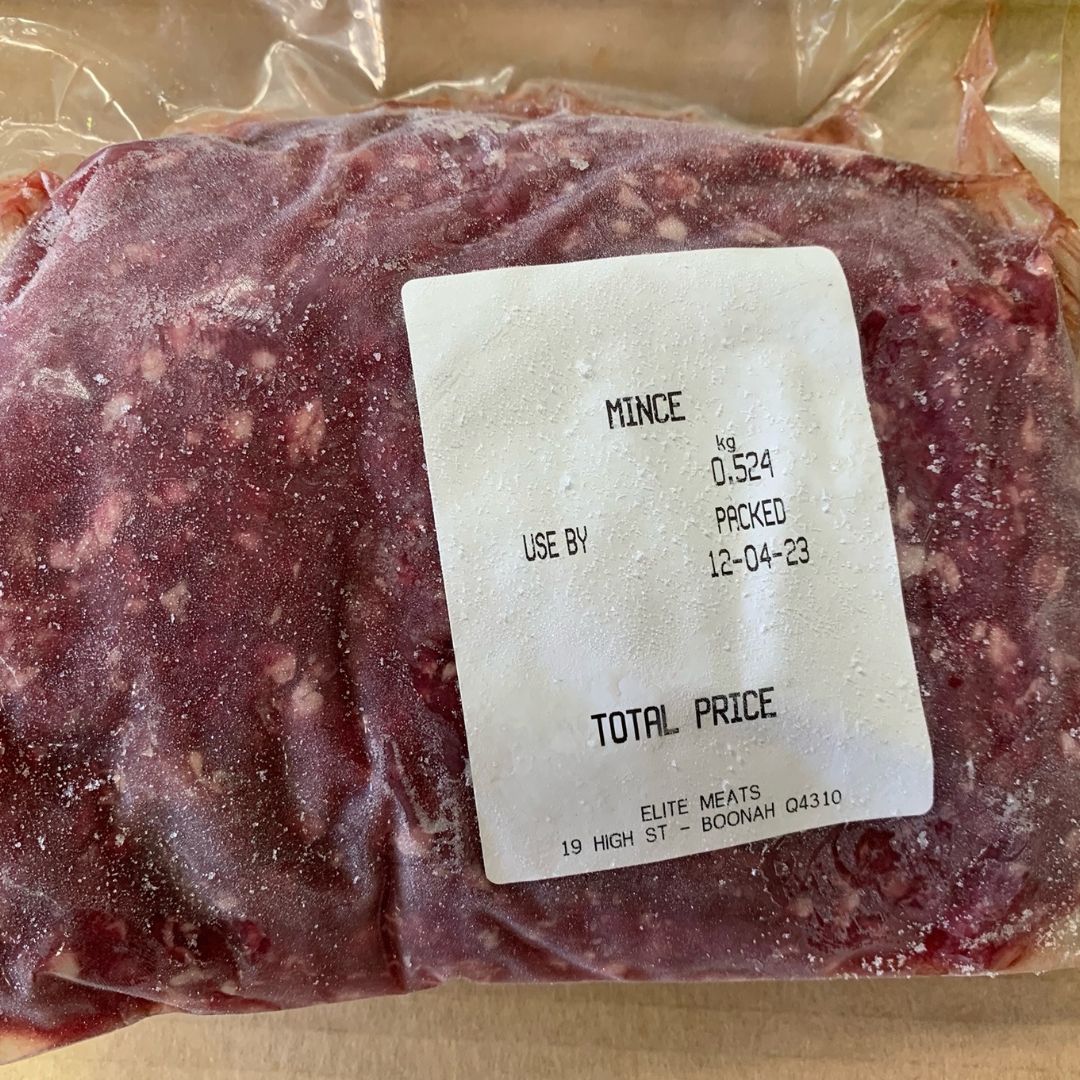 MINCE
kg
0.524
USE BY PACKED
12-04-23
TOTAL PRICE
ELITE MEATS
19 HIGH ST - BOONAH Q4310